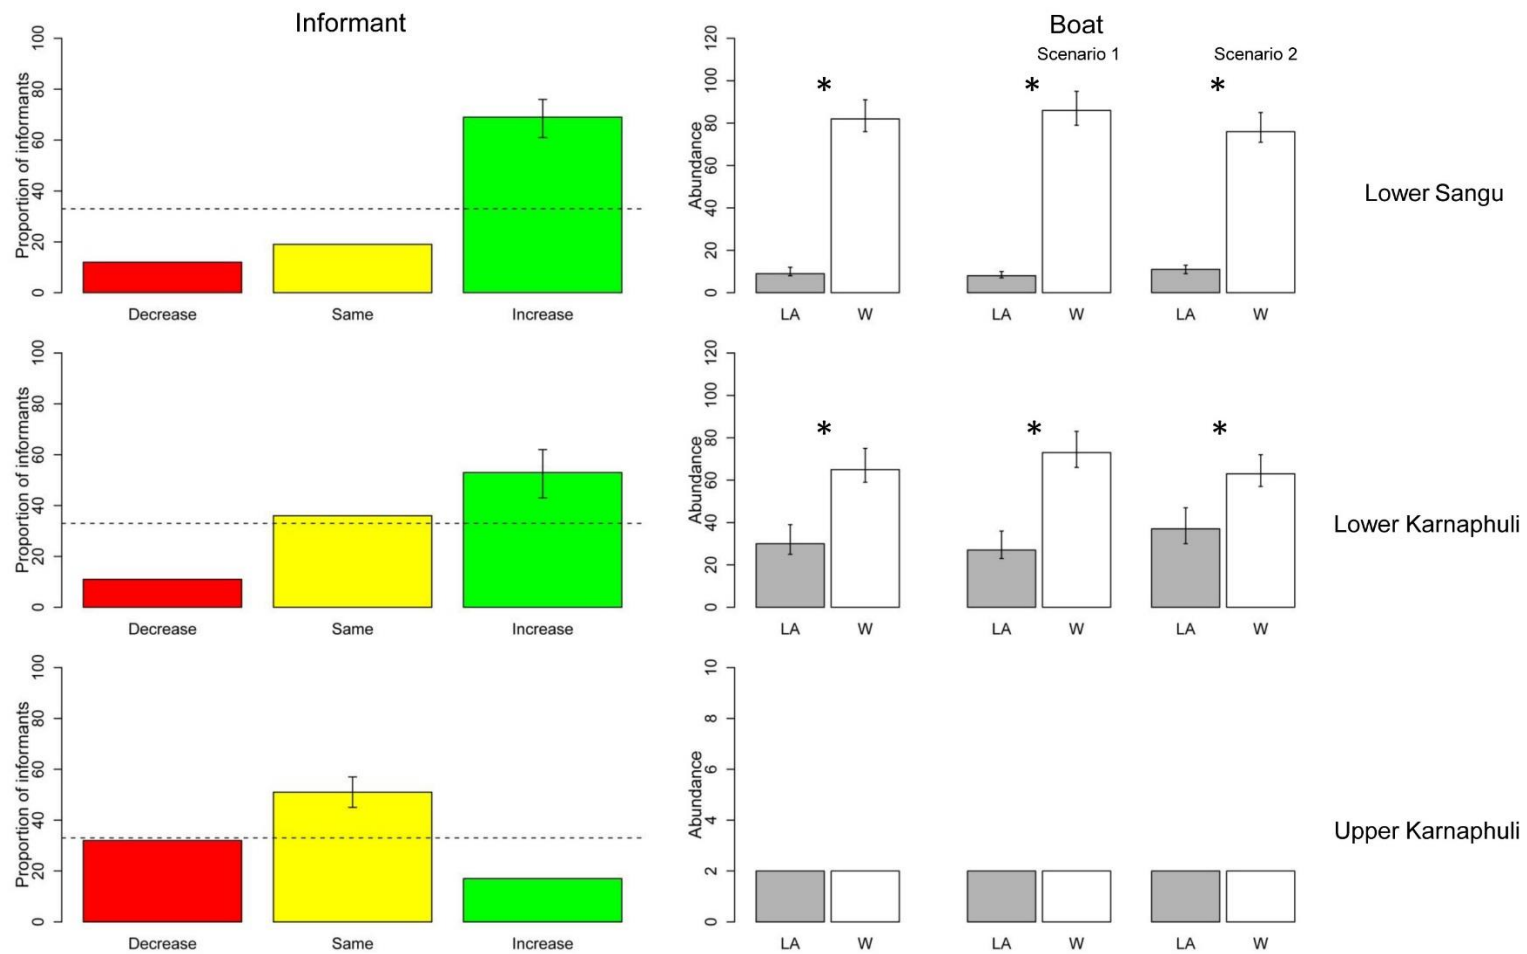 Informant
Boat
Scenario 1
Scenario 2
Proportion of informants
0 20 40 60 80 100
Decrease Same Increase
Abundance
0 20 40 60 80 100 120
* * *
LA W LA W LA W
Lower Sangu
Proportion of informants
0 20 40 60 80 100
Decrease Same Increase
Abundance
0 20 40 60 80 100 120
* * *
LA W LA W LA W
Lower Karnaphuli
Proportion of informants
0 20 40 60 80 100
Decrease Same Increase
Abundance
0 2 4 6 8 10
LA W LA W LA W
Upper Karnaphuli